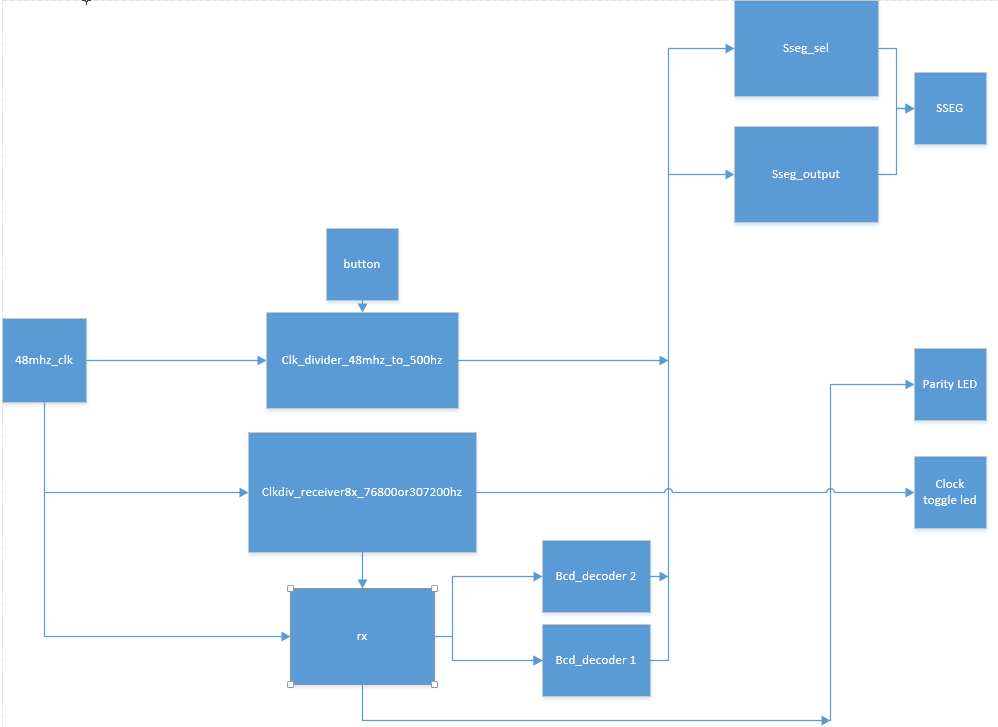 Sseg_sel
SSEG
Sseg_output
button
48mhz_clk
Clk_divider_48mhz_to_500hz
Parity LED
Clkdiv_receiver8x_76800or307200hz
Clock
toggle led
Bcd_decoder 2
rx
Bcd_decoder 1